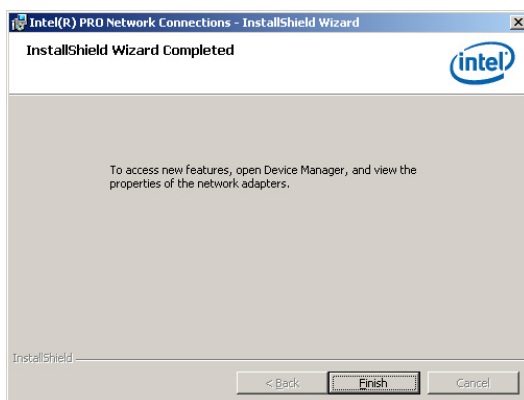 Intel(R) PRO Network Connections - InstallShield Wizard
InstallShield Wizard Completed
intel
To access new features, open Device Manager, and view the
properties of the network adapters.
InstallShield
< Back
Finish
Cancel